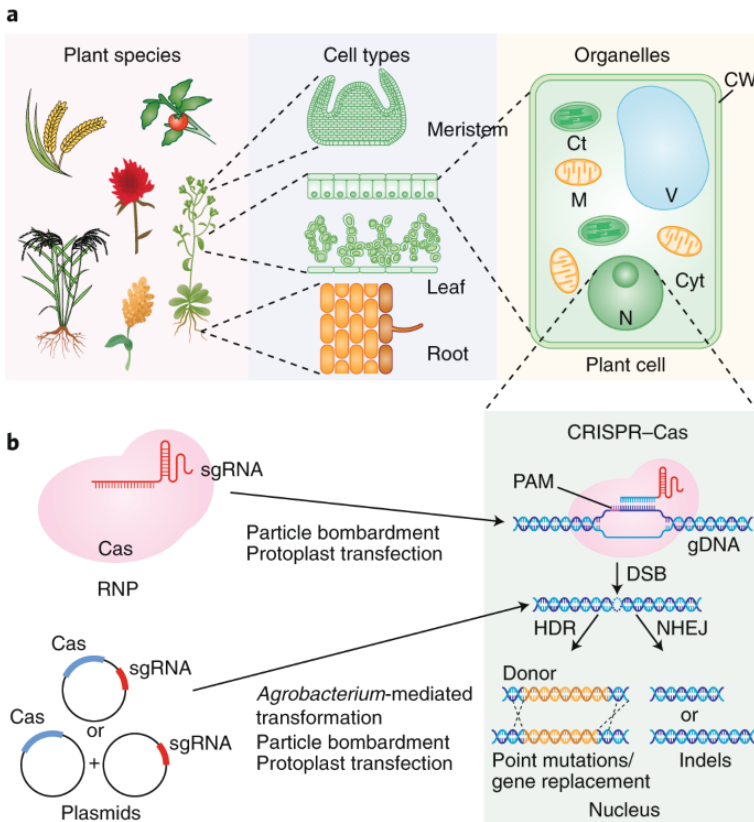 a
Plant species
Cell types
Organelles
CW
Meristem
Ct
M
V
Cyt
Leaf
N
Root
Plant cell
b
CRISPR–Cas
sgRNA
PAM
Cas
gDNA
Particle bombardment
Protoplast transfection
RNP
DSB
HDR
NHEJ
Cas
sgRNA
or
Cas
sgRNA
+
Plasmids
Agrobacterium-mediated
transformation
Particle bombardment
Protoplast transfection
Donor
or
Point mutations/
gene replacement
Indels
Nucleus